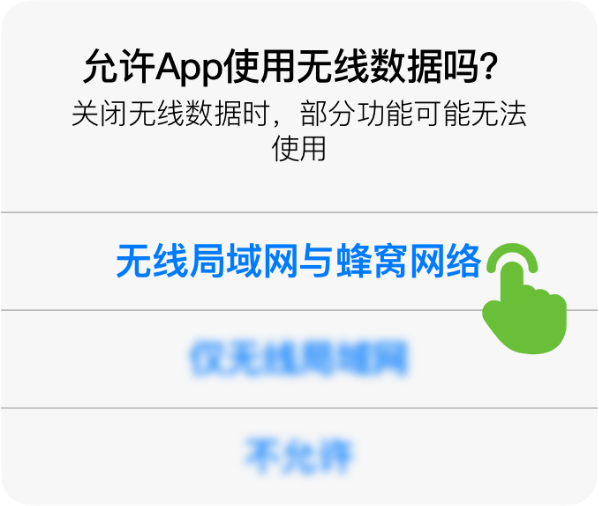 允许App使用无线数据吗？
关闭无线数据时，部分功能可能无法
使用
无线局域网与蜂窝网络
仅无线局域网
不允许